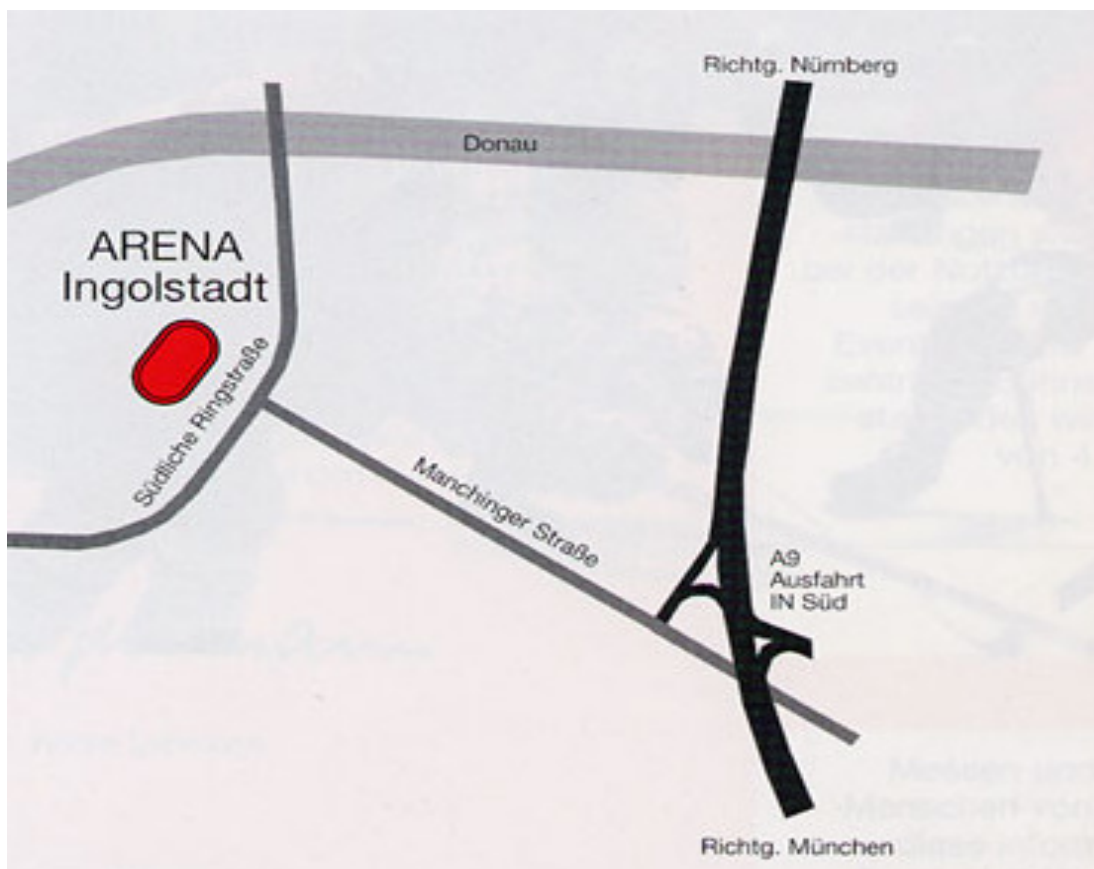 Richtg. Nürnberg
Donau
ARENA
Ingolstadt
Südliche Ringstraße
Manchinger Straße
A9
Ausfahrt
IN Süd
Richtg. München